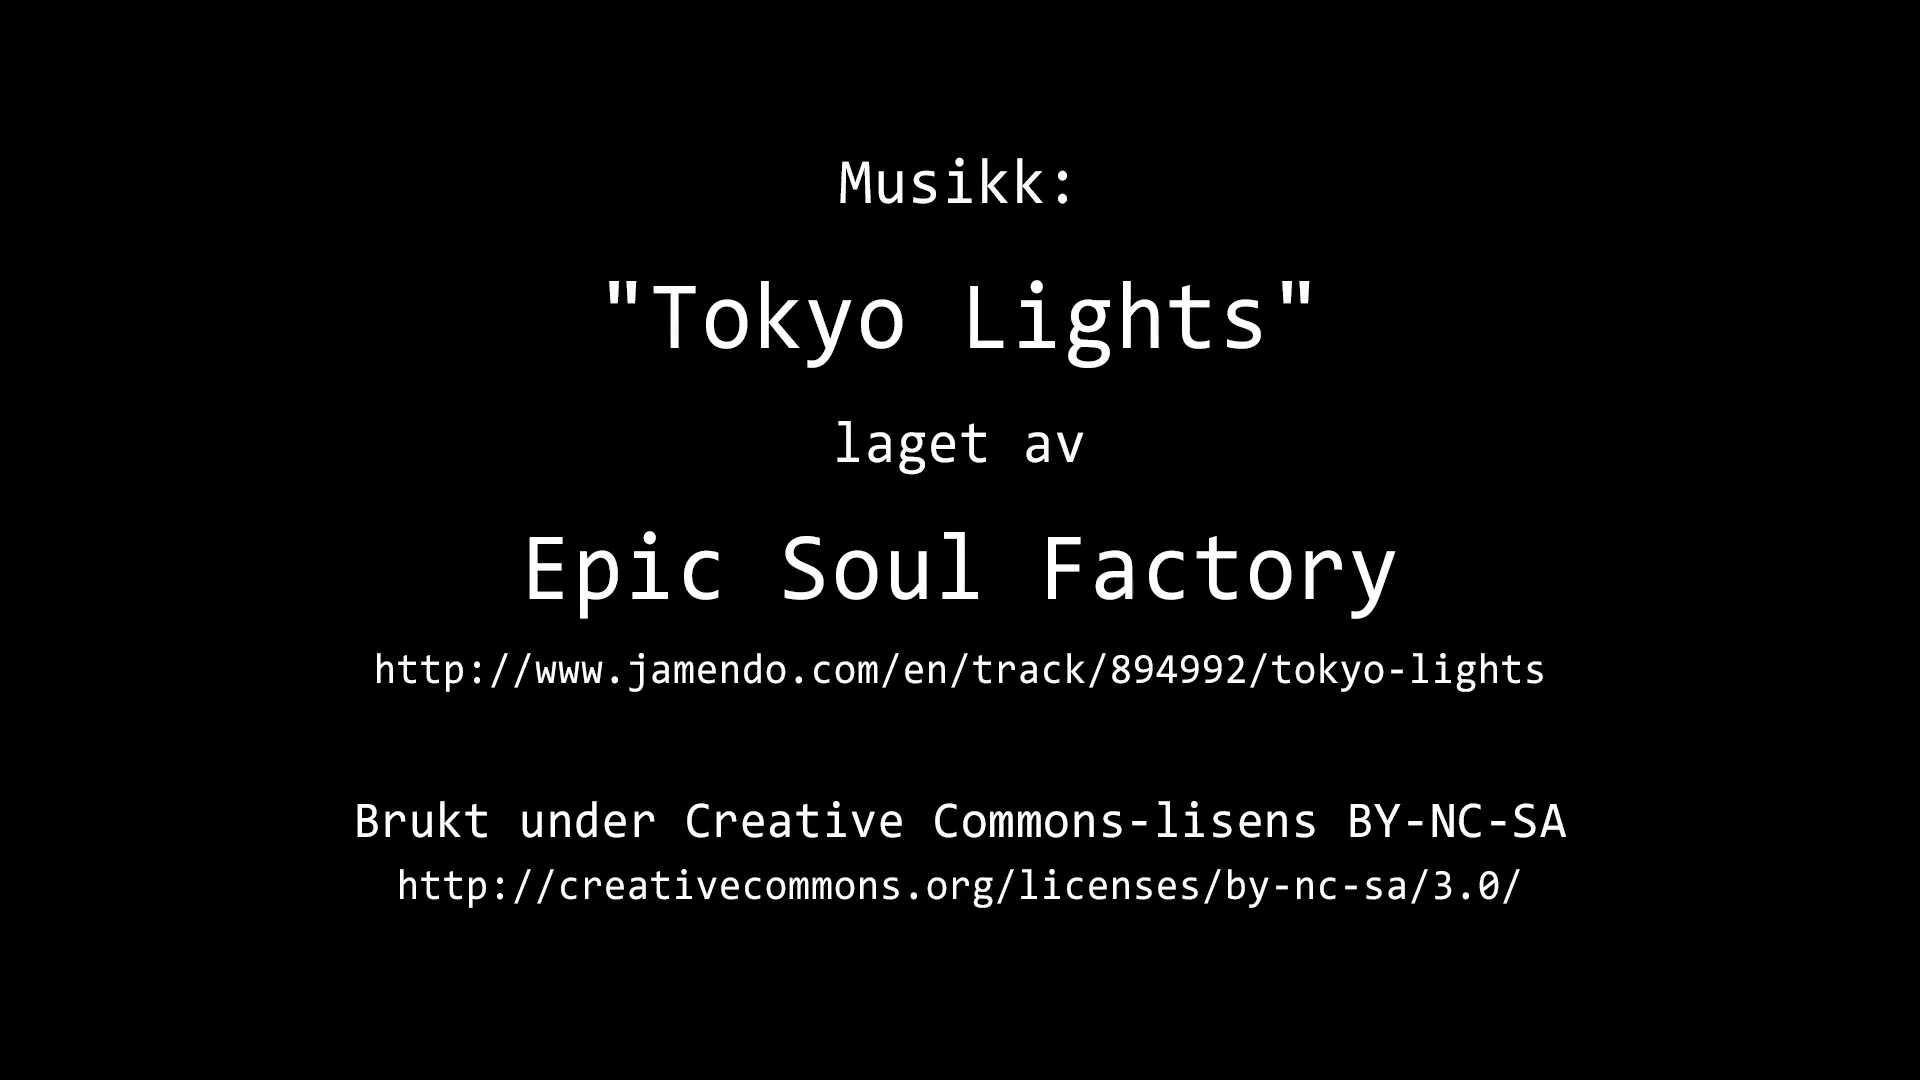 Musikk:
"Tokyo Lights"
laget av
Epic Soul Factory
http://www.jamendo.com/en/track/894992/tokyo-lights
Brukt under Creative Commons-lisens BY-NC-SA
http://creativecommons.org/licenses/by-nc-sa/3.0/